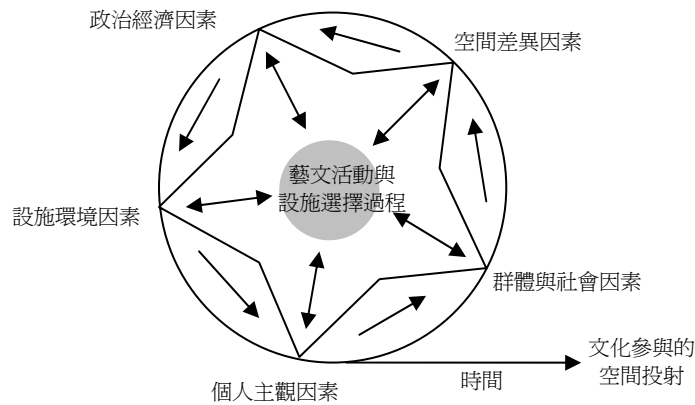 政治經濟因素
空間差異因素
藝文活動與
設施選擇過程
設施環境因素
群體與社會因素
文化參與的
空間投射
時間
個人主觀因素